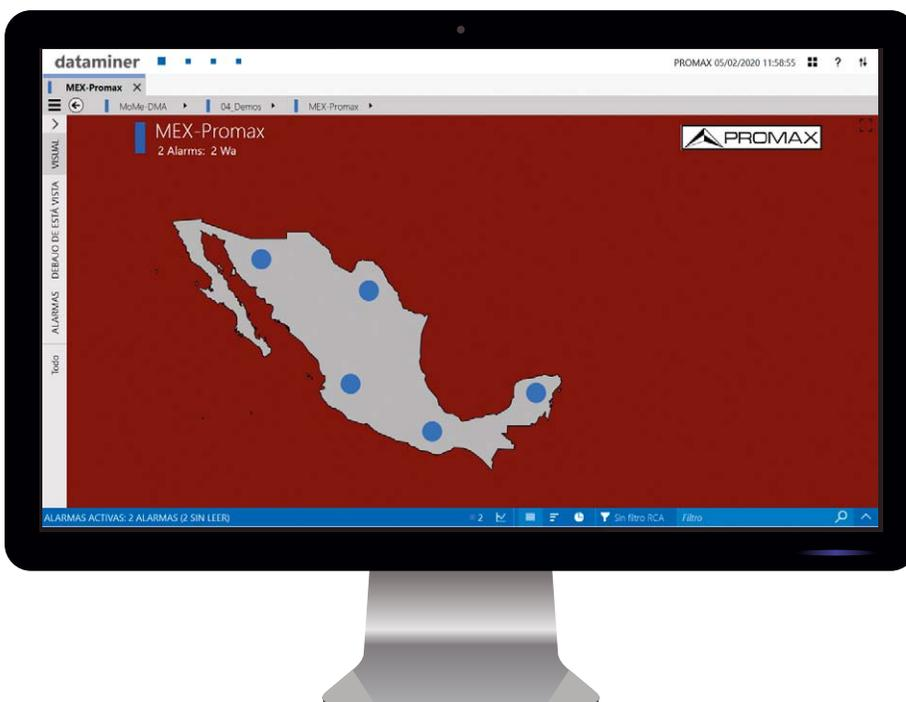 dataminer
PROMAX 05/02/2020 11:58:55 ?
MEX-Promax X
MoMe-DMA 04_Demos MEX-Promax
MEX-Promax
2 Alarms: 2 Wa
PROMAX
VISUAL
DEBAJO DE ESTÁ VISTA
ALARMAS
Todo
ALARMAS ACTIVAS: 2 ALARMAS (2 SIN LEER) 2 Sin filtro RCA Filtro